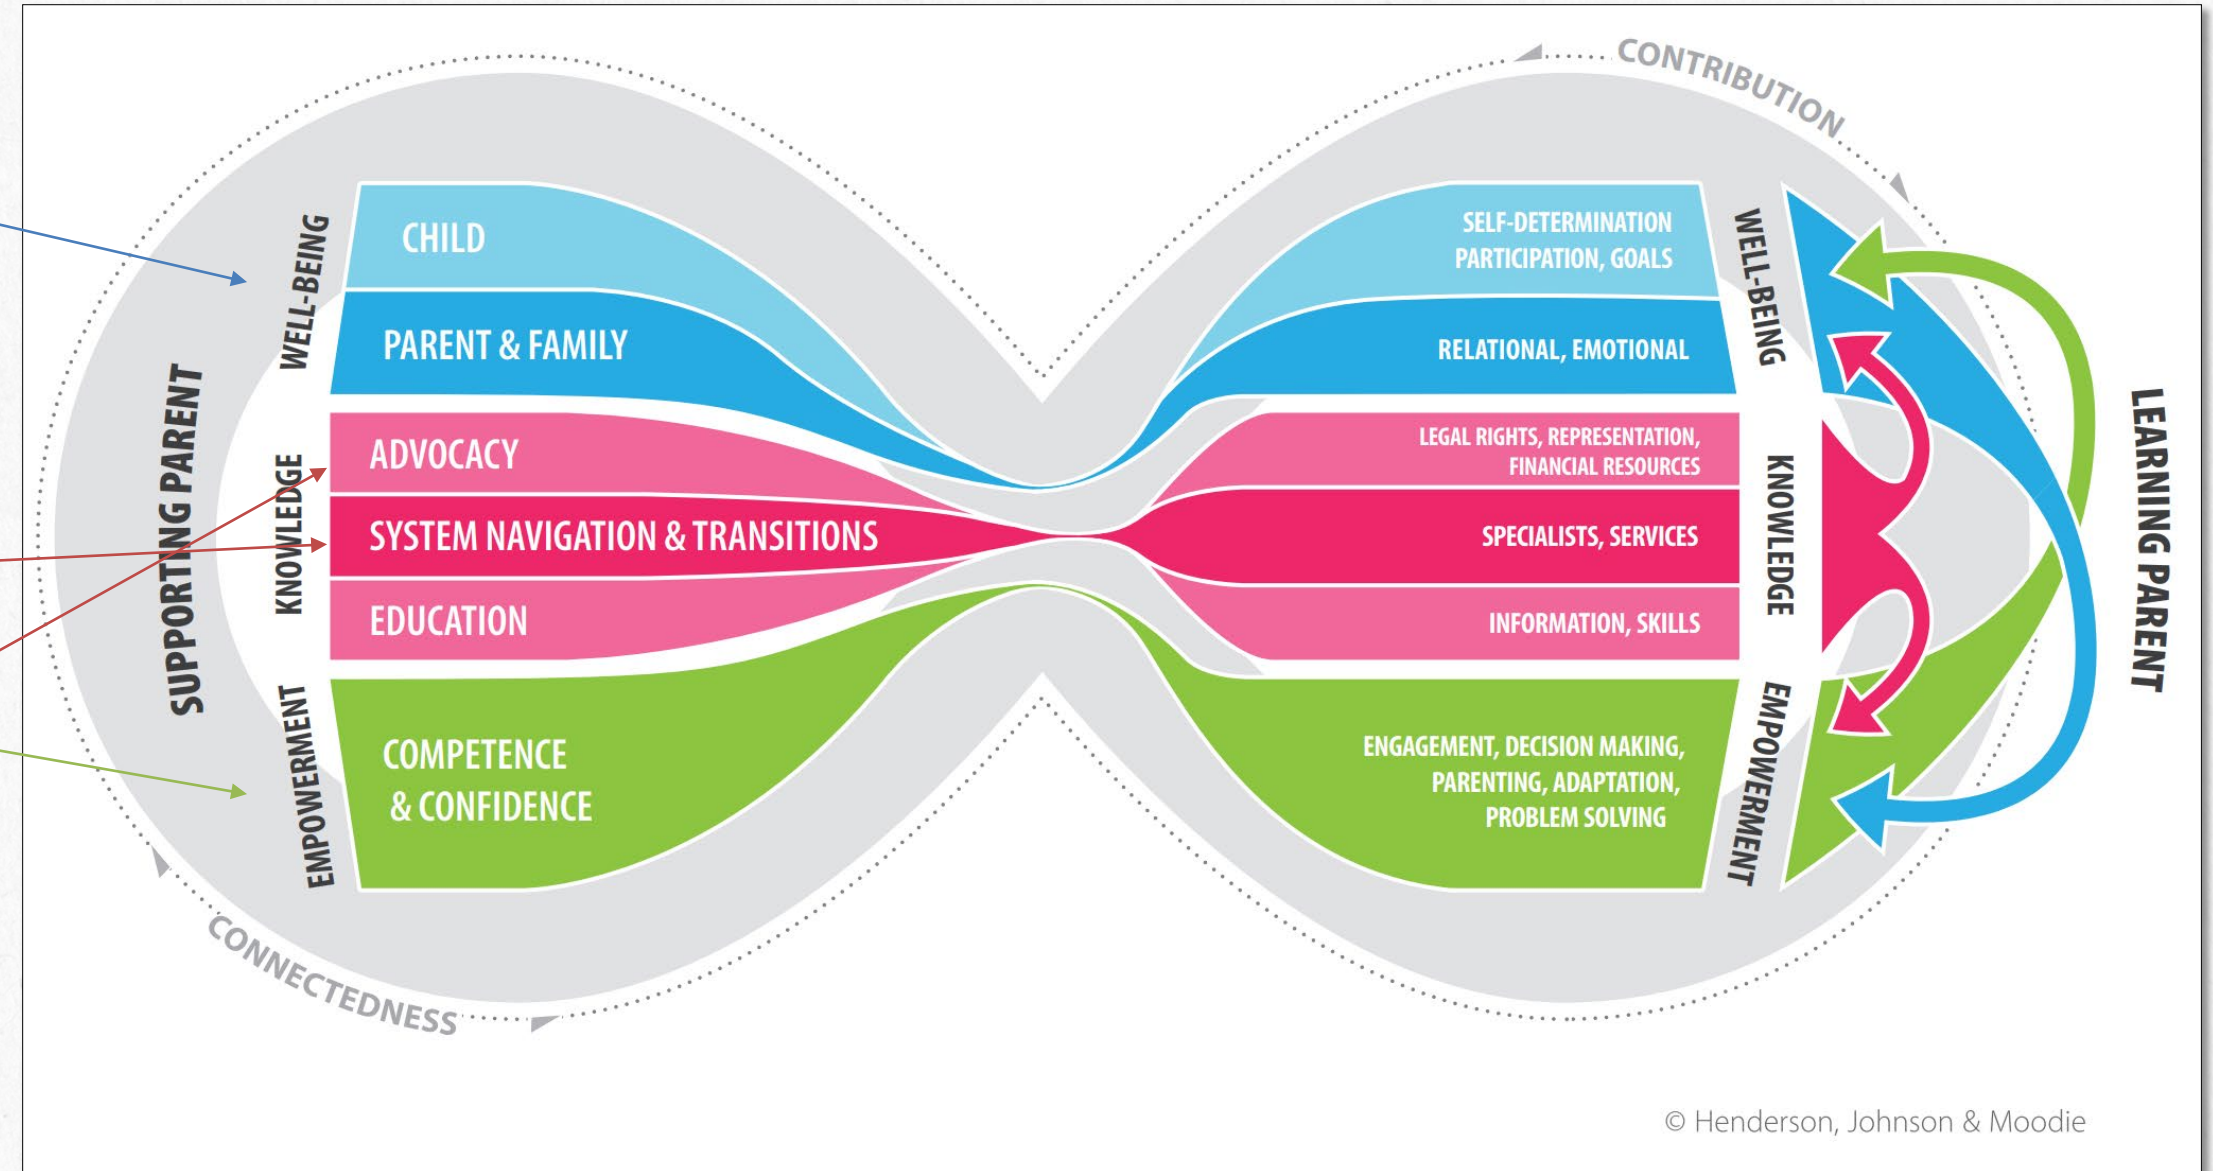 CONTRIBUTION
SUPPORTING PARENT
WELL-BEING
CHILD
PARENT & FAMILY
KNOWLEDGE
ADVOCACY
SYSTEM NAVIGATION & TRANSITIONS
EDUCATION
EMPOWERMENT
COMPETENCE
& CONFIDENCE
CONNECTEDNESS
SELF-DETERMINATION
PARTICIPATION, GOALS
RELATIONAL, EMOTIONAL
WELL-BEING
LEGAL RIGHTS, REPRESENTATION,
FINANCIAL RESOURCES
SPECIALISTS, SERVICES
INFORMATION, SKILLS
KNOWLEDGE
ENGAGEMENT, DECISION MAKING,
PARENTING, ADAPTATION,
PROBLEM SOLVING
EMPOWERMENT
LEARNING PARENT
© Henderson, Johnson & Moodie